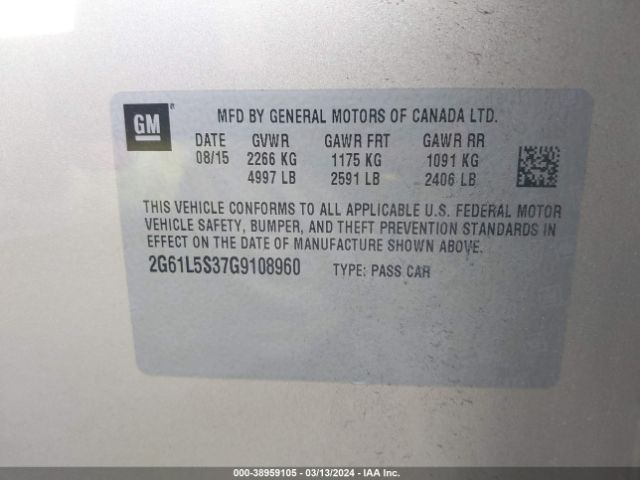 GM ®
MFD BY GENERAL MOTORS OF CANADA LTD.
DATE GVWR GAWR FRT GAWR RR
08/15 2266 KG 1175 KG 1091 KG
4997 LB 2591 LB 2406 LB
THIS VEHICLE CONFORMS TO ALL APPLICABLE U.S. FEDERAL MOTOR
VEHICLE SAFETY, BUMPER, AND THEFT PREVENTION STANDARDS IN
EFFECT ON THE DATE OF MANUFACTURE SHOWN ABOVE.
2G61L5S37G9108960 TYPE: PASS CAR
000-38959105 - 03/13/2024 - IAA Inc.